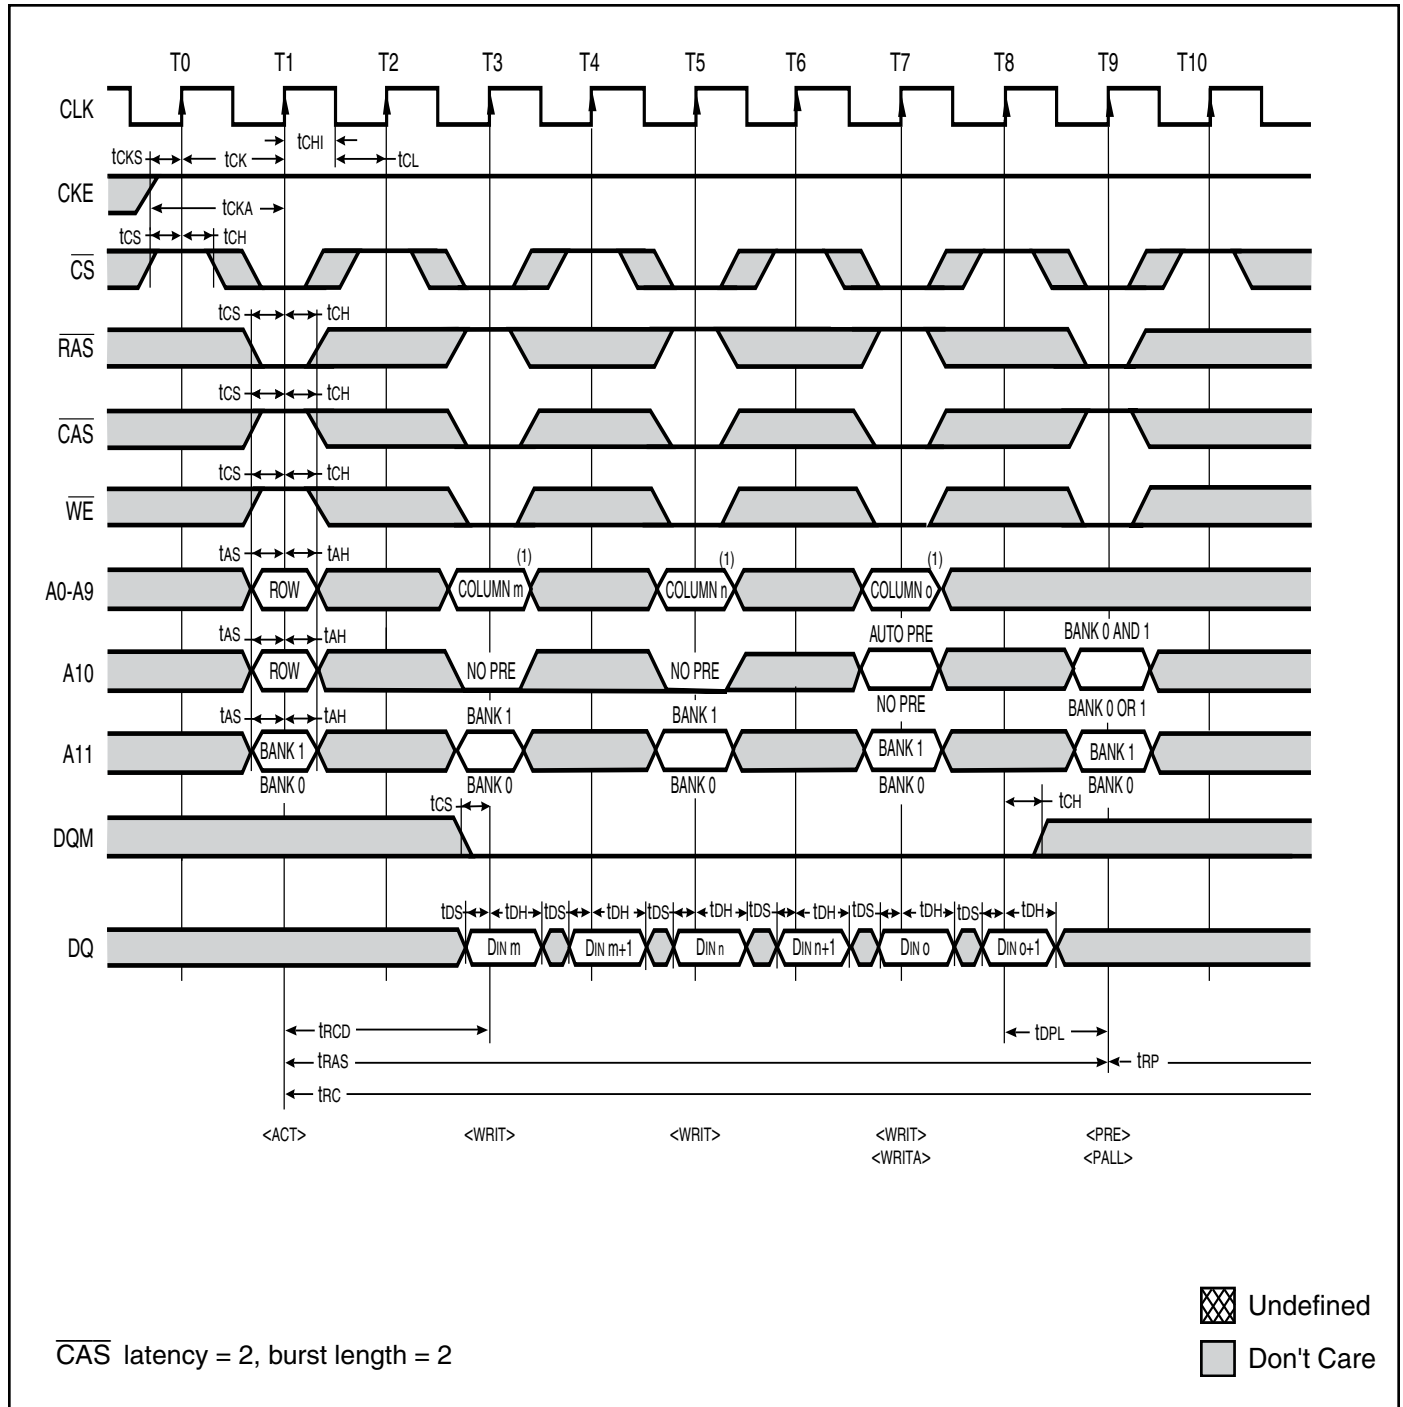 T0 T1 T2 T3 T4 T5 T6 T7 T8 T9 T10
CLK
tCHI
tCKS tCK tCL
CKE
tCKA
tCS tCH
CS
tCS tCH
RAS
tCS tCH
CAS
tCS tCH
WE
tAS tAH (1) (1) (1)
A0-A9 ROW COLUMN m COLUMN n COLUMN o
tAS tAH AUTO PRE BANK 0 AND 1
A10 ROW NO PRE NO PRE
NO PRE BANK 0 OR 1
tAS tAH BANK 1 BANK 1
A11 BANK 1 BANK 1 BANK 1
BANK 0 BANK 0 BANK 0 BANK 0 BANK 0
tCS tCH
DQM
tDS tDH tDS tDH tDS tDH tDS tDH tDS tDH tDS tDH
DQ DIN m DIN m+1 DIN n DIN n+1 DIN o DIN o+1
tRCD tDPL
tRAS tRP
tRC
<ACT> <WRIT> <WRIT> <WRIT> <PRE>
<WRITA> <PALL>
Undefined
CAS latency = 2, burst length = 2
Don't Care